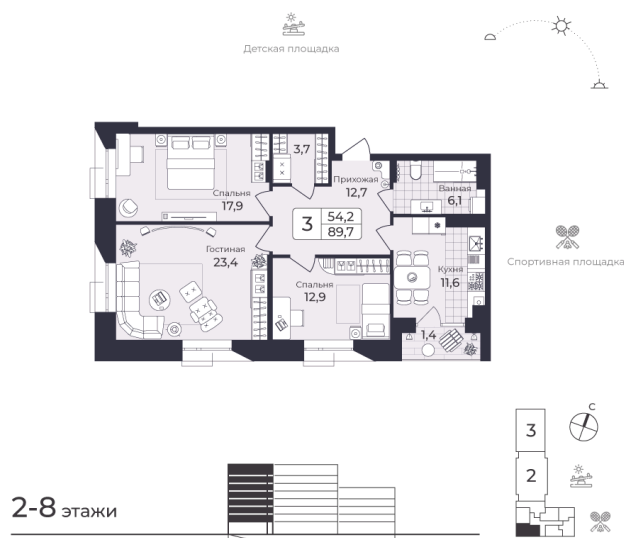 Детская площадка
3,7
Прихожая
12,7
Спальня
17,9
Ванная
6,1
3
54,2
89,7
Гостиная
23,4
Спортивная площадка
Кухня
11,6
Спальня
12,9
1,4
С
3
2
2-8 этажи